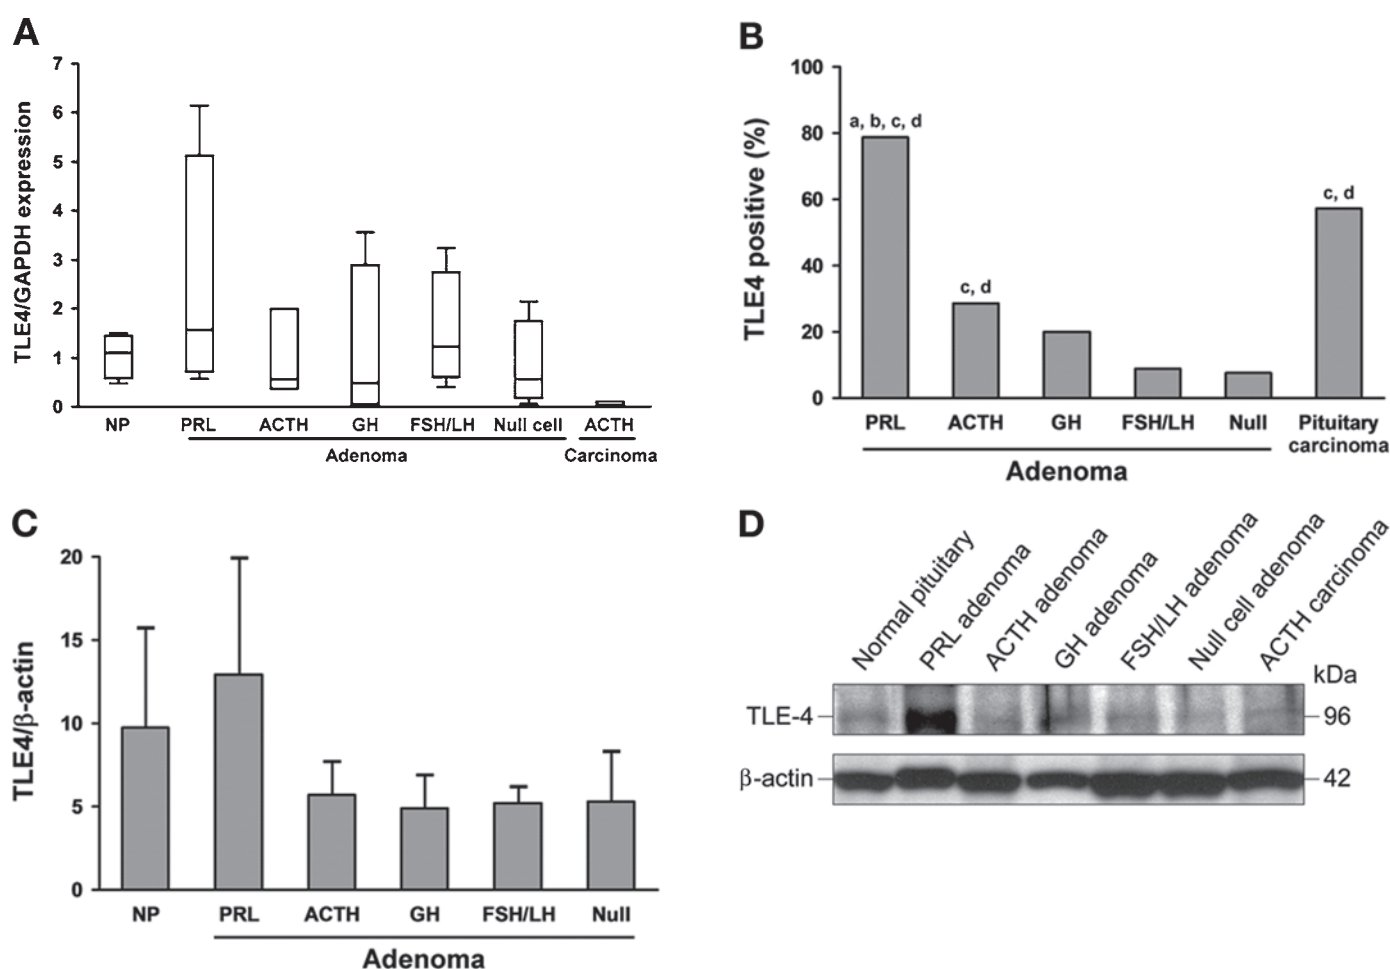 A
7
6
5
4
3
2
1
0
TLE4/GAPDH expression
NP PRL ACTH GH FSH/LH Null cell ACTH
Adenoma Carcinoma
B
100
80
60
40
20
0
TLE4 positive (%)
a, b, c, d
c, d
c, d
PRL ACTH GH FSH/LH Null Pituitary
carcinoma
Adenoma
C
20
15
10
5
0
TLE4/β-actin
NP PRL ACTH GH FSH/LH Null
Adenoma
D
Normal pituitary
PRL adenoma
ACTH adenoma
GH adenoma
FSH/LH adenoma
Null cell adenoma
ACTH carcinoma
kDa
TLE-4 96
β-actin 42